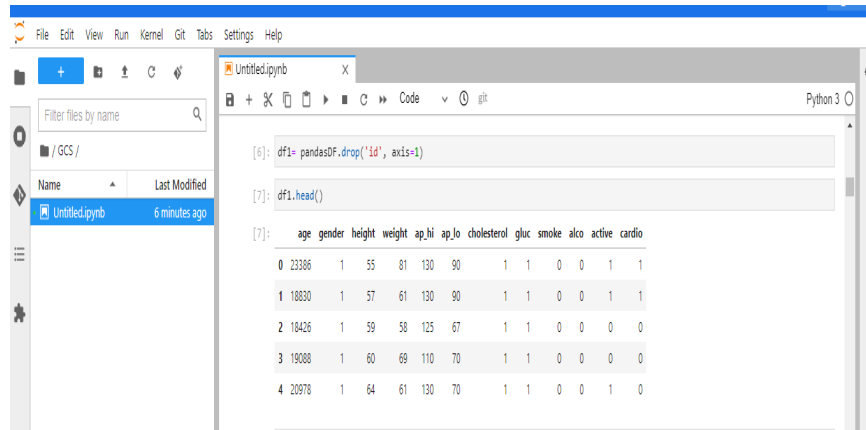 File Edit View Run Kernel Git Tabs Settings Help
Untitled.ipynb
Code git Python 3
Filter files by name
/ GCS /
Name Last Modified
Untitled.ipynb 6 minutes ago
[6]: df1= pandasDF.drop('id', axis=1)
[7]: df1.head()
[7]: age gender height weight ap_hi ap_lo cholesterol gluc smoke alco active cardio
0 23386 1 55 81 130 90 1 1 0 0 1 1
1 18830 1 57 61 130 90 1 1 0 0 1 1
2 18426 1 59 58 125 67 1 1 0 0 0 0
3 19088 1 60 69 110 70 1 1 0 0 0 0
4 20978 1 64 61 130 70 1 1 0 0 1 0